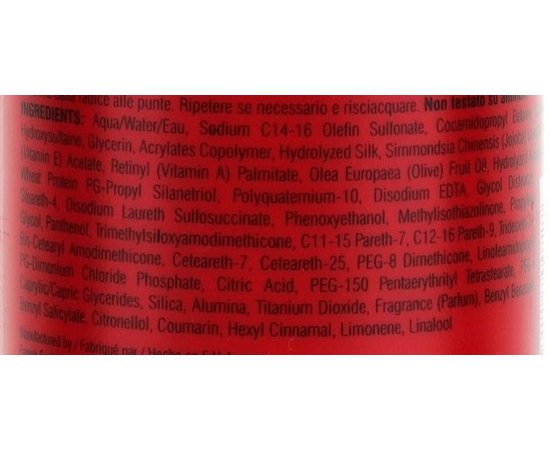 alle punte. Ripetere se necessario e risciacquare. Non testato su
INGREDIENTS: Aqua/Water/Eau, Sodium C14-16 Olefin Sulfonate, Cocamidopropyl
Hydroxysultaine, Glycerin, Acrylates Copolymer, Hydrolyzed Silk, Simmondsia Chinensis (Jojoba)
(Vitamin E) Acetate, Retinyl (Vitamin A) Palmitate, Olea Europaea (Olive) Fruit Oil, Hydrolyzed
Wheat Protein PG-Propyl Silanetriol, Polyquaternium-10, Disodium EDTA, Glycol
Steareth-4, Disodium Laureth Sulfosuccinate, Phenoxyethanol, Methylisothiazolinone,
Glycol, Panthenol, Trimethylsiloxyamodimethicone, C11-15 Pareth-7, C12-16 Pareth-9,
Bis-Cetearyl Amodimethicone, Ceteareth-7, Ceteareth-25, PEG-8 Dimethicone,
PG-Dimonium Chloride Phosphate, Citric Acid, PEG-150 Pentaerythrityl Tetrastearate,
Caprylic/Capric Glycerides, Silica, Alumina, Titanium Dioxide, Fragrance (Parfum), Benzyl
Benzyl Salicylate, Citronellol, Coumarin, Hexyl Cinnamal, Limonene, Linalool
Manufactured by / Fabriqué par / Hecho